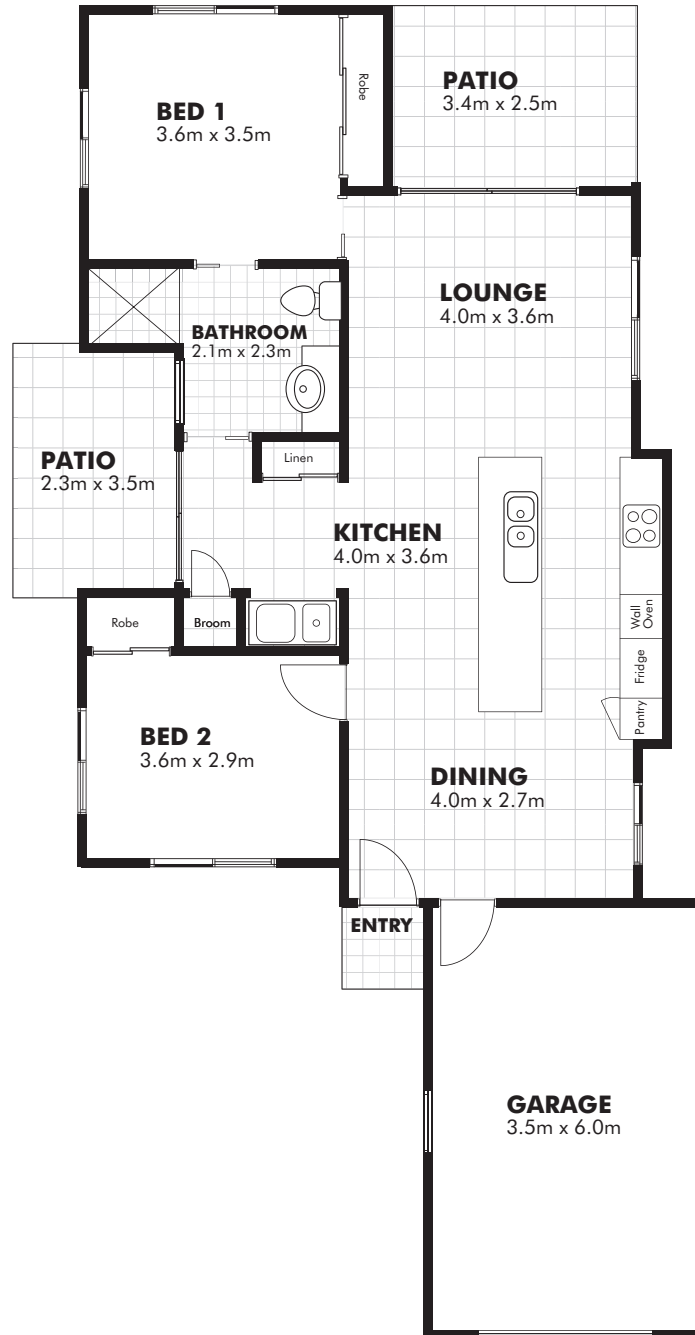 BED 1
3.6m x 3.5m
Robe
PATIO
3.4m x 2.5m
LOUNGE
4.0m x 3.6m
BATHROOM
2.1m x 2.3m
PATIO
2.3m x 3.5m
Linen
KITCHEN
4.0m x 3.6m
Wall
Oven
Robe
Broom
Fridge
Pantry
BED 2
3.6m x 2.9m
DINING
4.0m x 2.7m
ENTRY
GARAGE
3.5m x 6.0m